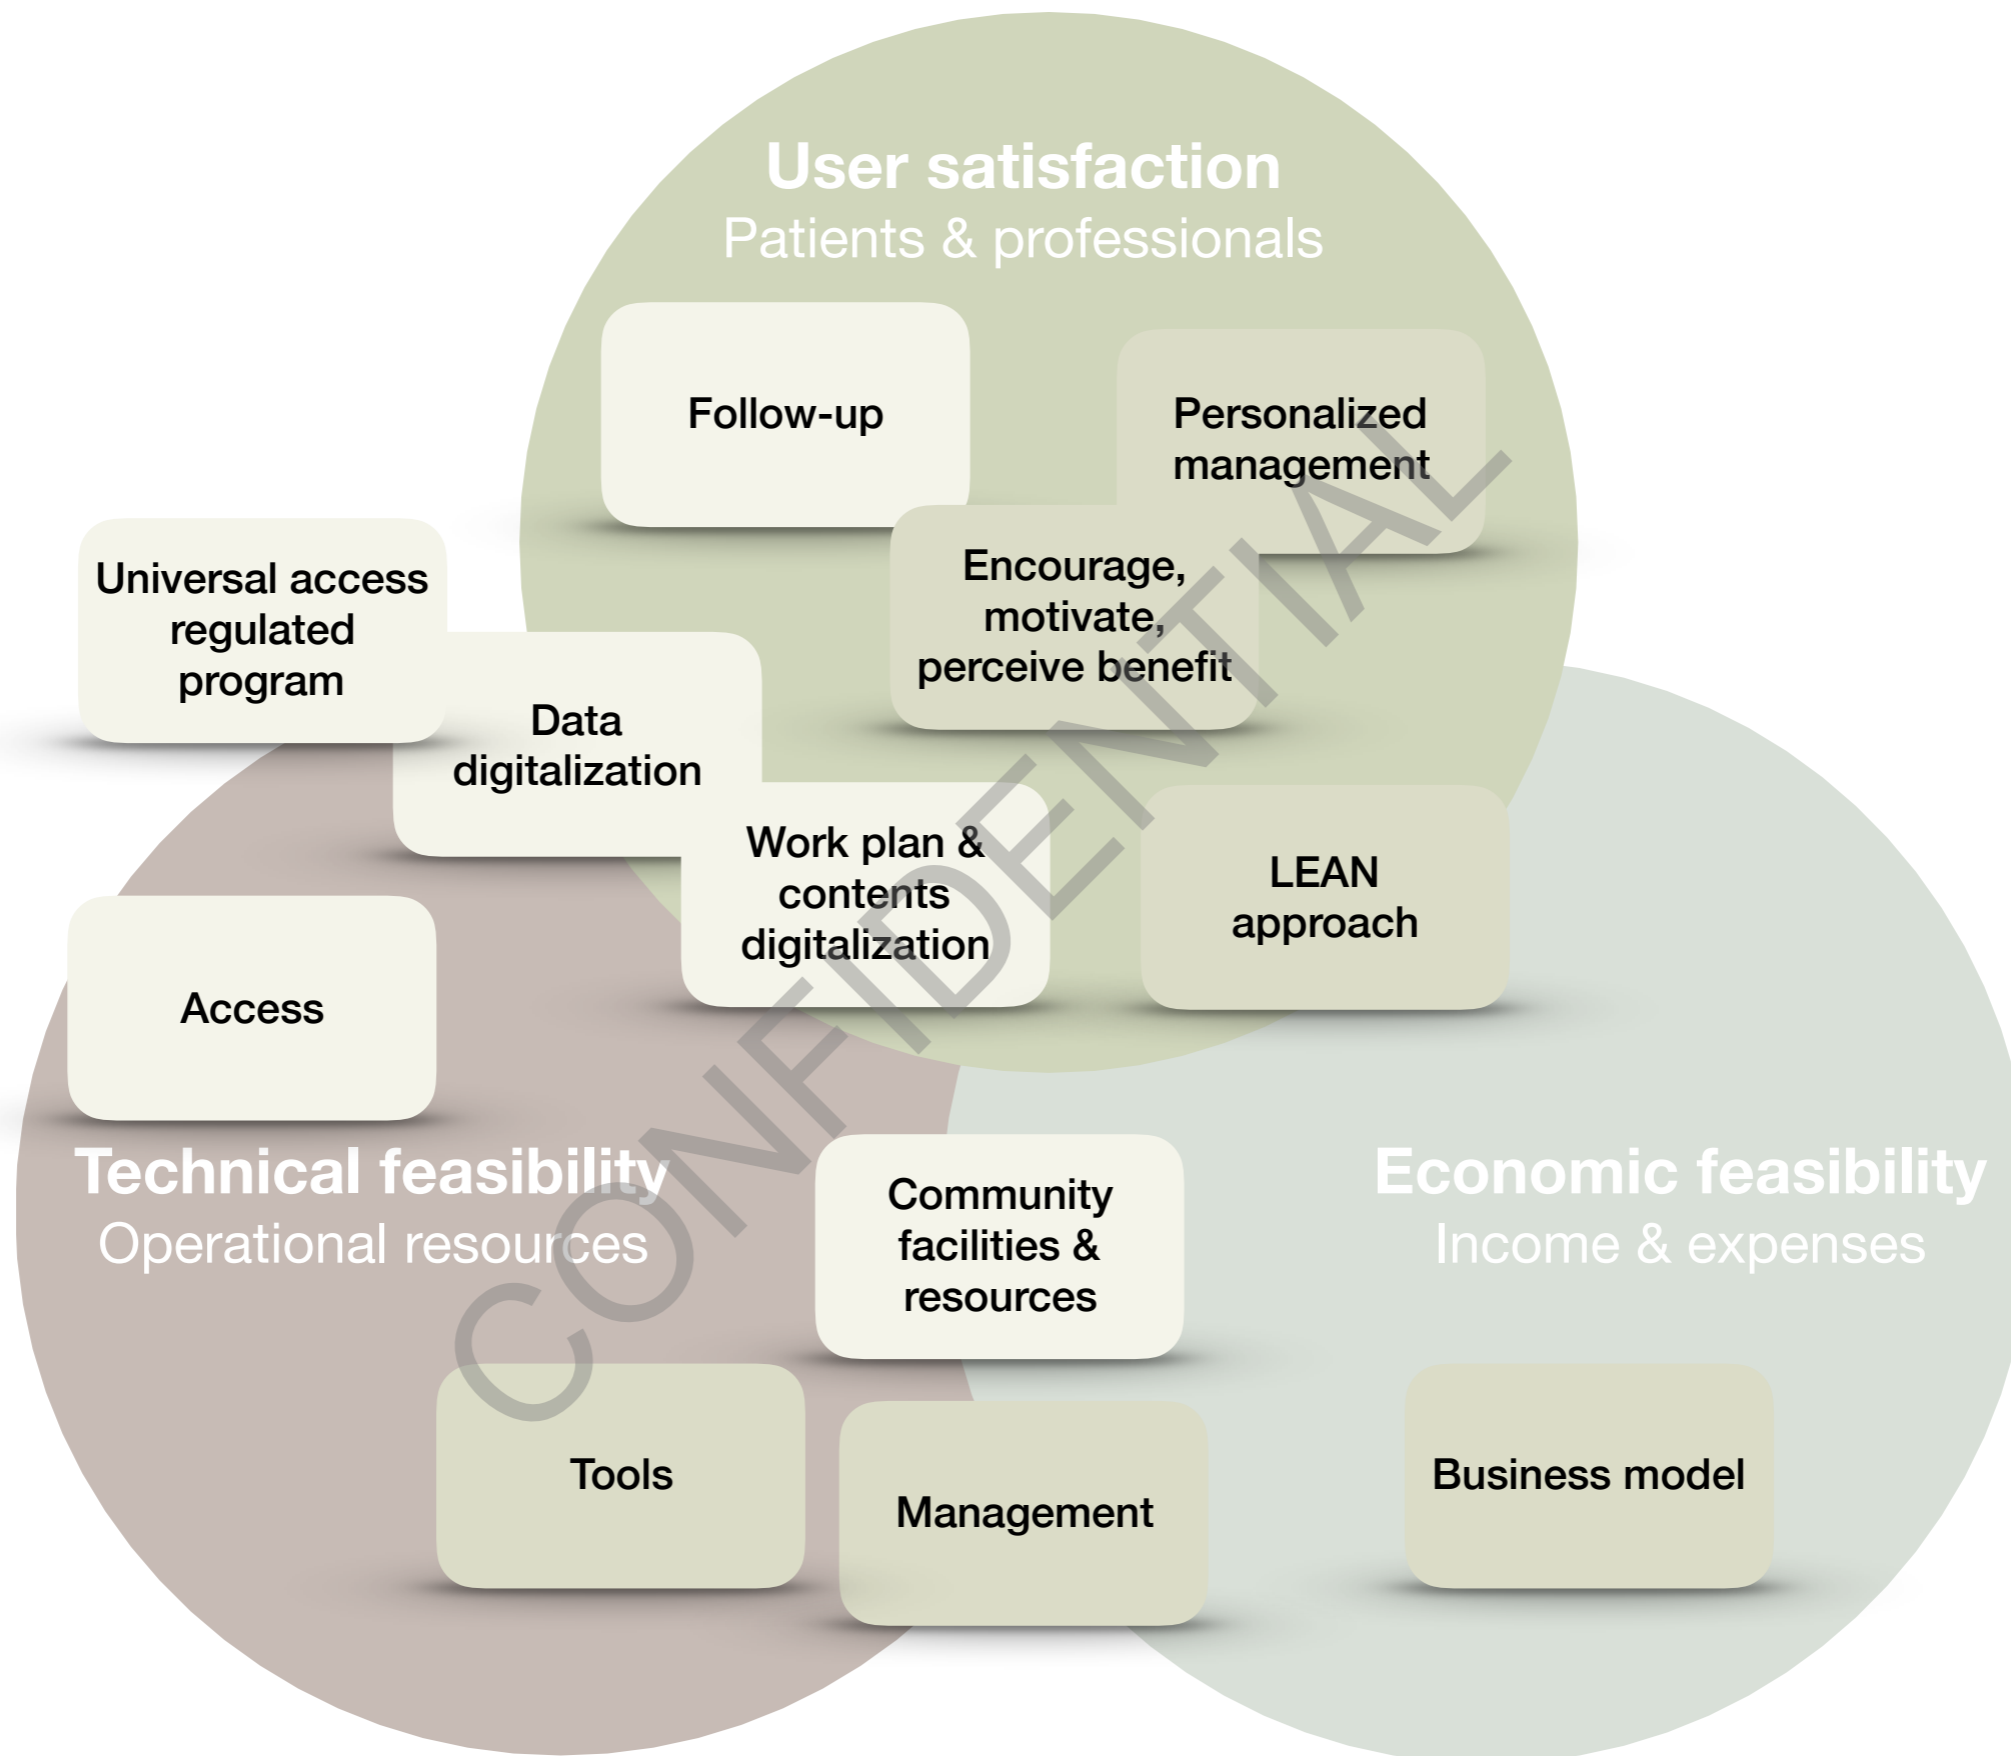 User satisfaction
Patients & professionals
Follow-up
Personalized
management
Encourage,
motivate,
perceive benefit
Universal access
regulated
program
Data
digitalization
Work plan &
contents
digitalization
LEAN
approach
Access
Technical feasibility
Operational resources
Community
facilities &
resources
Economic feasibility
Income & expenses
Tools
Management
Business model
CONFIDENTIAL